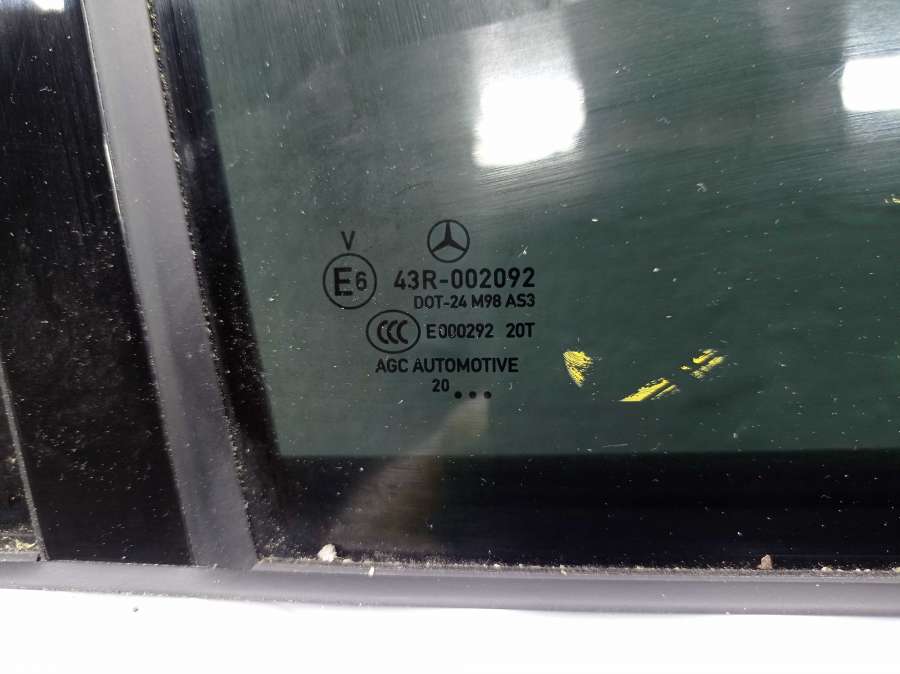 V
E6 43R-002092
DOT-24 M98 AS3
CCC E000292 20T
AGC AUTOMOTIVE
20 ...